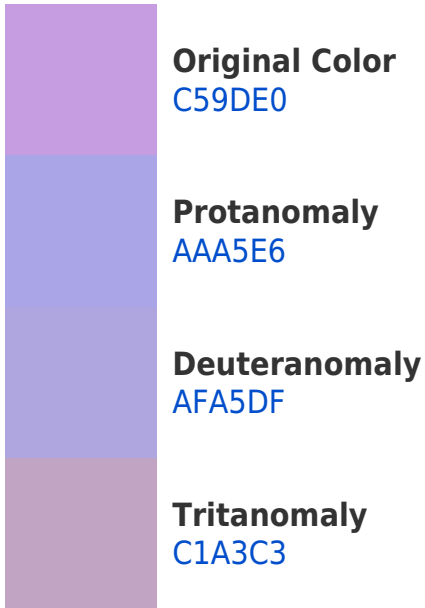 Original Color
C59DE0
Protanomaly
AAA5E6
Deuteranomaly
AFA5DF
Tritanomaly
C1A3C3